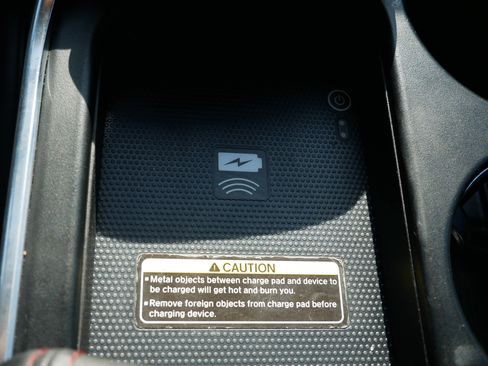 ⚠ CAUTION
• Metal objects between charge pad and device to
be charged will get hot and burn you.
• Remove foreign objects from charge pad before
charging device.